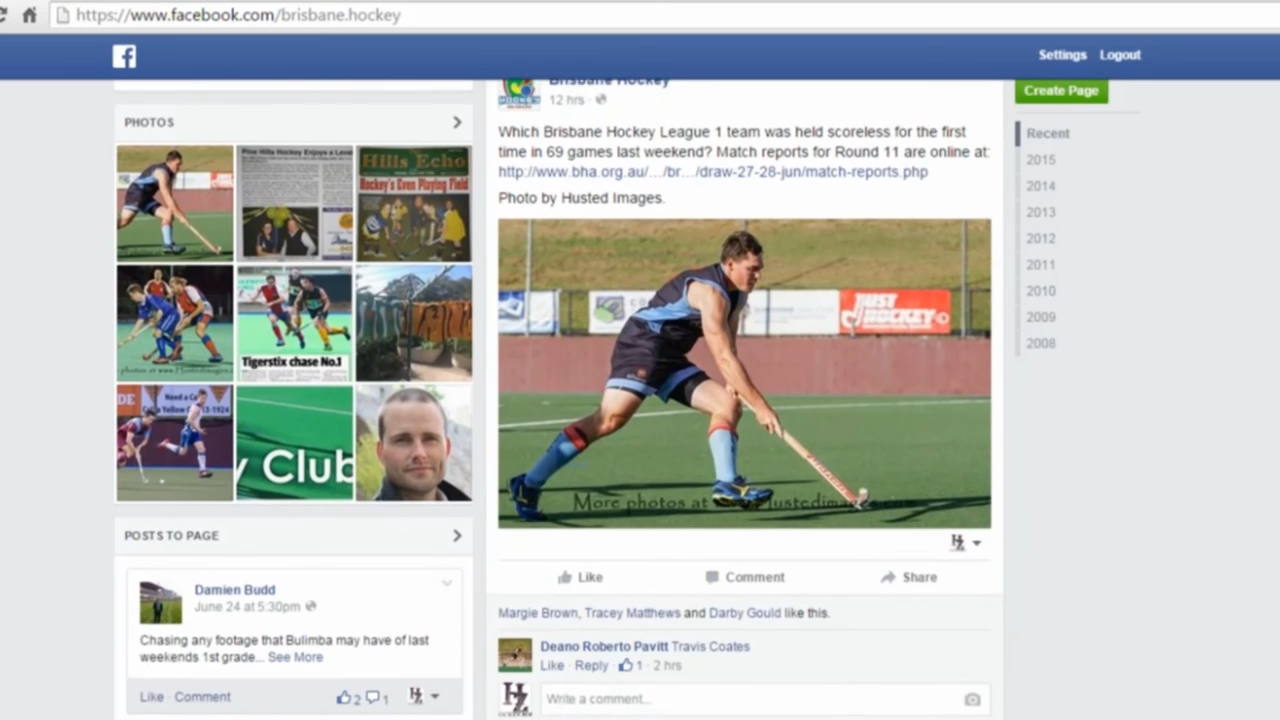 https://www.facebook.com/brisbane.hockey
f
Settings Logout
PHOTOS
Pine Hills Hockey Enjoys a Level
Hills Echo
Hockey's Even Playing Field
Tigerstix chase No.1
Club
POSTS TO PAGE
Damien Budd
June 24 at 5:30pm
Chasing any footage that Bulimba may have of last
weekends 1st grade... See More
Like Comment 2 1
Brisbane Hockey
12 hrs ·
Which Brisbane Hockey League 1 team was held scoreless for the first
time in 69 games last weekend? Match reports for Round 11 are online at:
http://www.bha.org.au/.../br.../draw-27-28-jun/match-reports.php
Photo by Husted Images.
JUST
HOCKEY
More photos at
HZ
Like Comment Share
Margie Brown, Tracey Matthews and Darby Gould like this.
Deano Roberto Pavitt Travis Coates
Like · Reply · 1 · 2 hrs
HZ
Write a comment...
Create Page
Recent
2015
2014
2013
2012
2011
2010
2009
2008